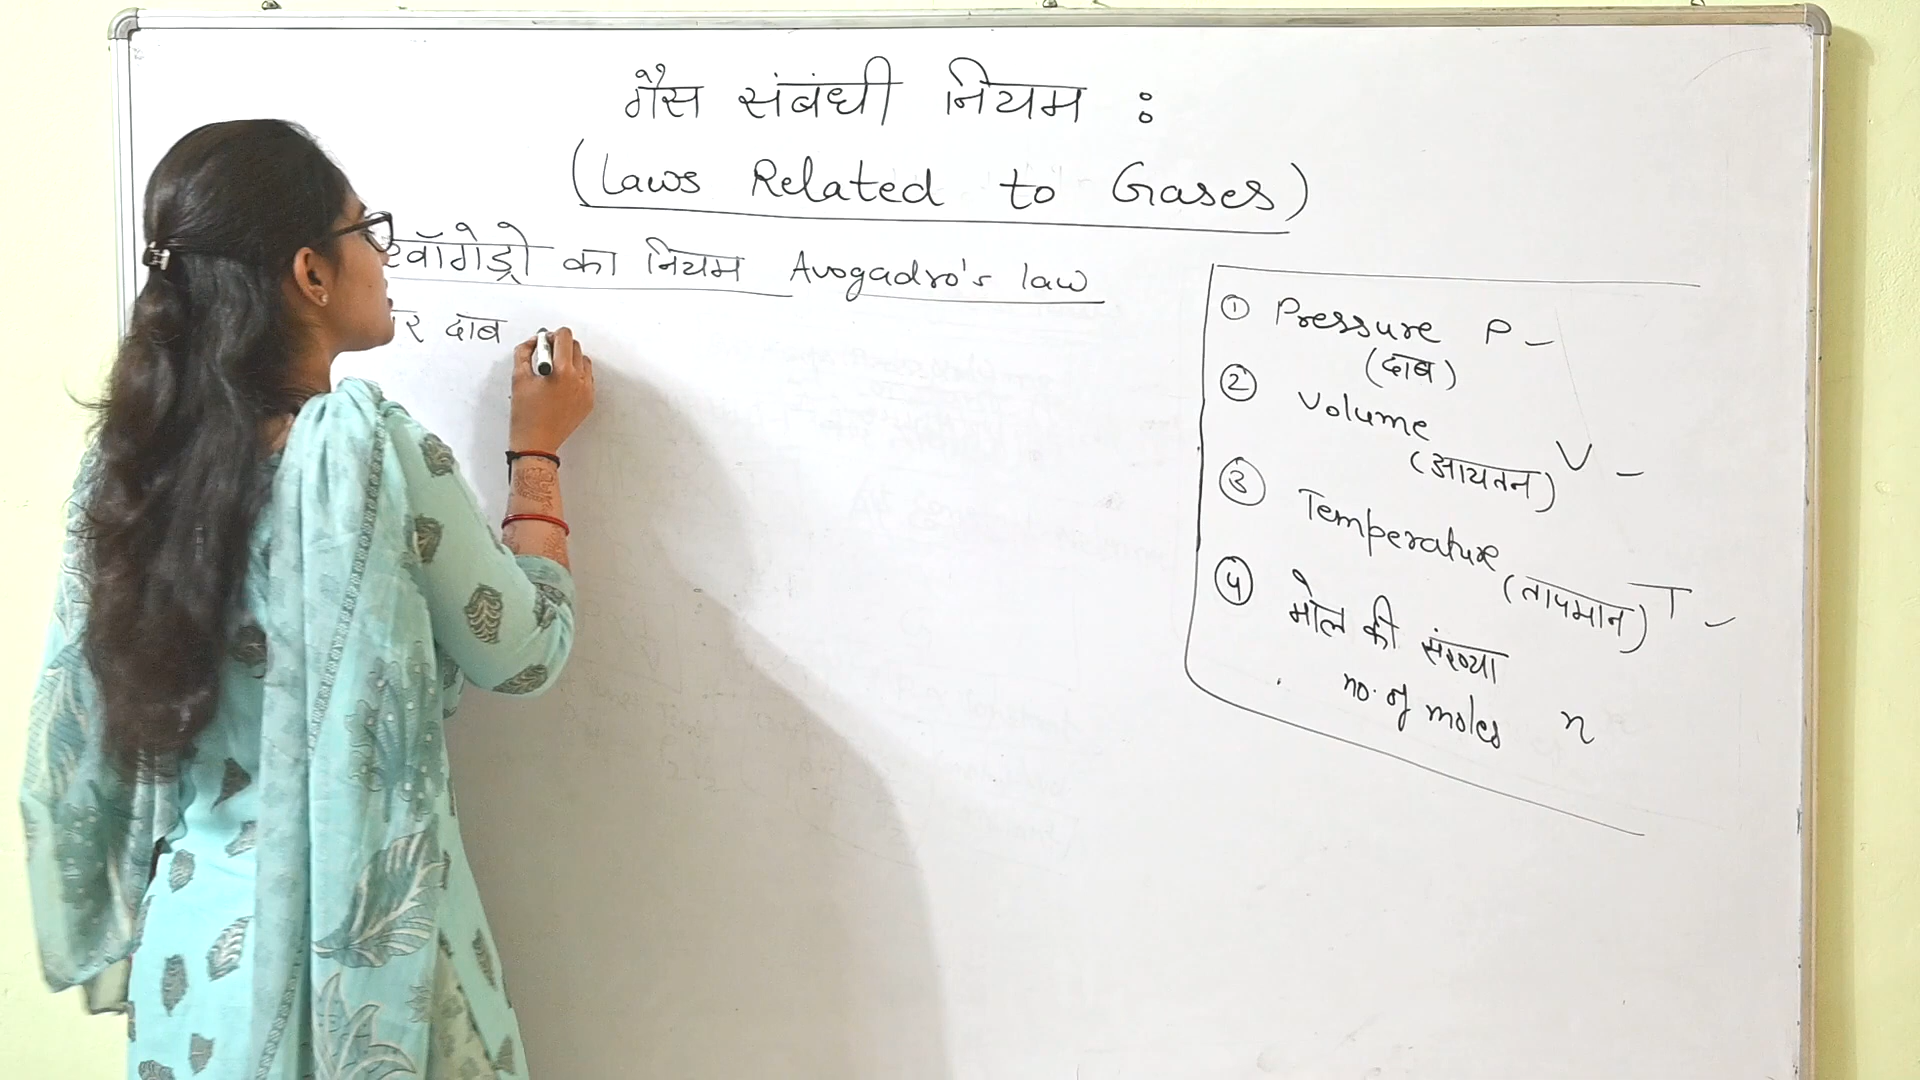 गैस संबंधी नियम :
(Laws Related to Gases)
का नियम Avogadro's law
दाब
① Pressure P –
(दाब)
② Volume V –
(आयतन)
③ Temperature T –
(तापमान)
④ मोल की संख्या
no. of moles n